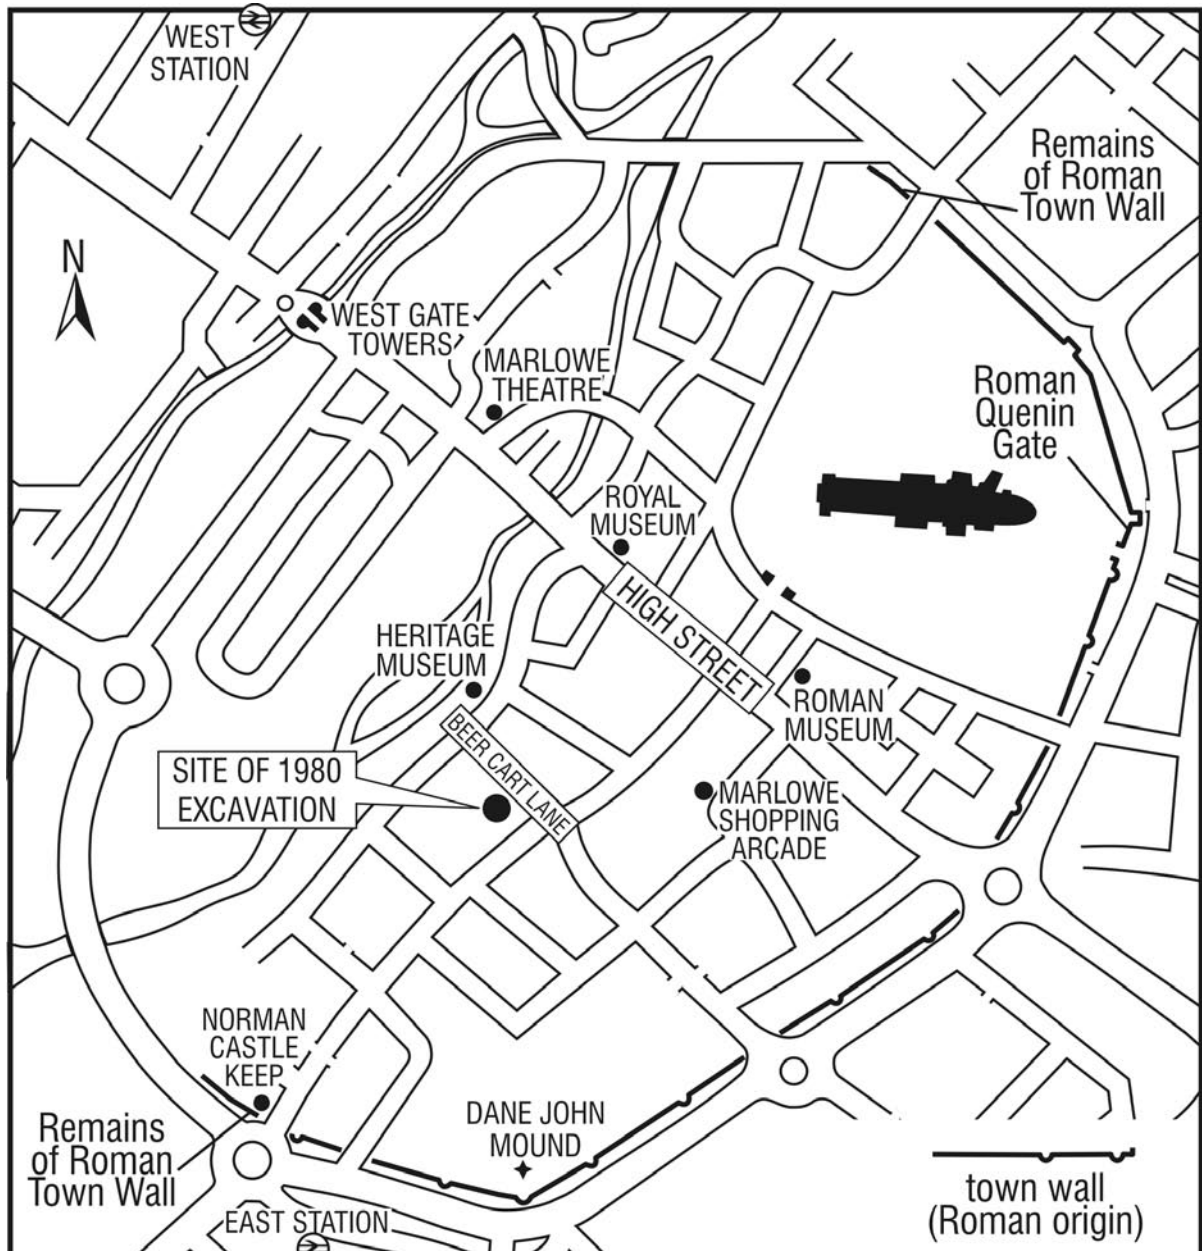 WEST
STATION
Remains
of Roman
Town Wall
N
WEST GATE
TOWERS
MARLOWE
THEATRE
Roman
Quenin
Gate
ROYAL
MUSEUM
HIGH STREET
HERITAGE
MUSEUM
ROMAN
MUSEUM
BEER CART LANE
SITE OF 1980
EXCAVATION
MARLOWE
SHOPPING
ARCADE
NORMAN
CASTLE
KEEP
DANE JOHN
MOUND
Remains
of Roman
Town Wall
EAST STATION
town wall
(Roman origin)